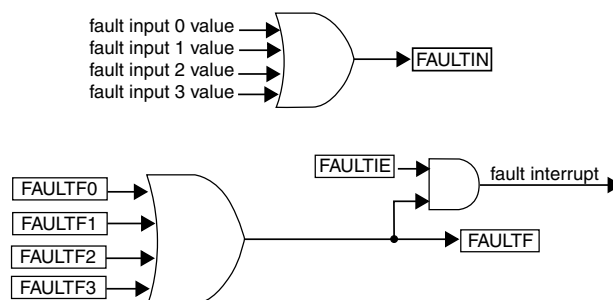 fault input 0 value
fault input 1 value
fault input 2 value
fault input 3 value
FAULTIN
FAULTIE
fault interrupt
FAULTF0
FAULTF1
FAULTF2
FAULTF3
FAULTF